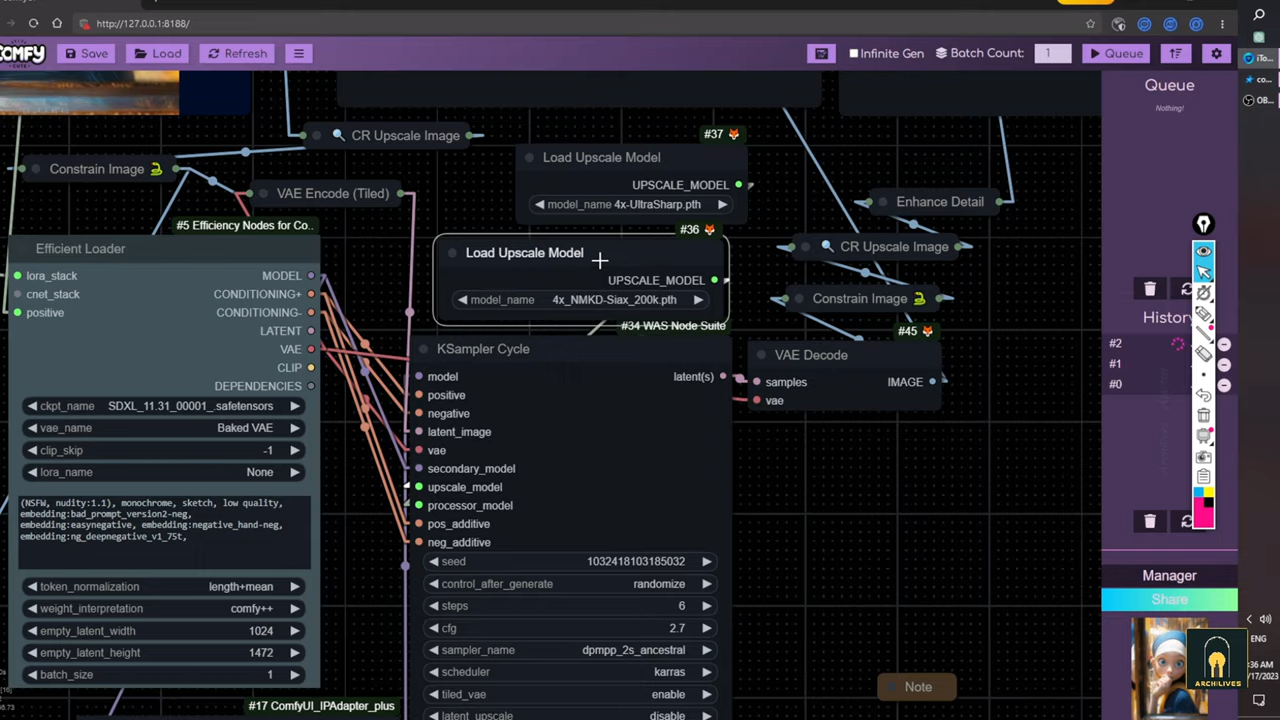 http://127.0.0.1:8188/
COMFY
Save
Load
Refresh
Infinite Gen
Batch Count:
1
Queue
Queue
Nothing!
#37
CR Upscale Image
Load Upscale Model
Constrain Image
UPSCALE_MODEL
VAE Encode (Tiled)
model_name 4x-UltraSharp.pth
Enhance Detail
#5 Efficiency Nodes for Co..
#36
Efficient Loader
Load Upscale Model
CR Upscale Image
lora_stack
MODEL
UPSCALE_MODEL
cnet_stack
CONDITIONING+
model_name
4x_NMKD-Siax_200k.pth
Constrain Image
positive
CONDITIONING-
#34 WAS Node Suite
History
LATENT
#45
VAE
KSampler Cycle
VAE Decode
#2
CLIP
model
latent(s)
samples
IMAGE
#1
DEPENDENCIES
positive
vae
#0
ckpt_name
SDXL_11.31_00001_.safetensors
negative
vae_name
Baked VAE
latent_image
clip_skip
-1
vae
lora_name
None
secondary_model
upscale_model
(NSFW, nudity:1.1), monochrome, sketch, low quality,
embedding:bad_prompt_version2-neg,
embedding:easynegative, embedding:negative_hand-neg,
embedding:ng_deepnegative_v1_75t,
processor_model
pos_additive
neg_additive
seed
1032418103185032
token_normalization
length+mean
control_after_generate
randomize
Manager
weight_interpretation
comfy++
steps
6
Share
empty_latent_width
1024
cfg
2.7
empty_latent_height
1472
sampler_name
dpmpp_2s_ancestral
batch_size
1
scheduler
karras
tiled_vae
enable
Note
#17 ComfyUI_IPAdapter_plus
latent_upscale
disable
ENG
ARCHILIVES